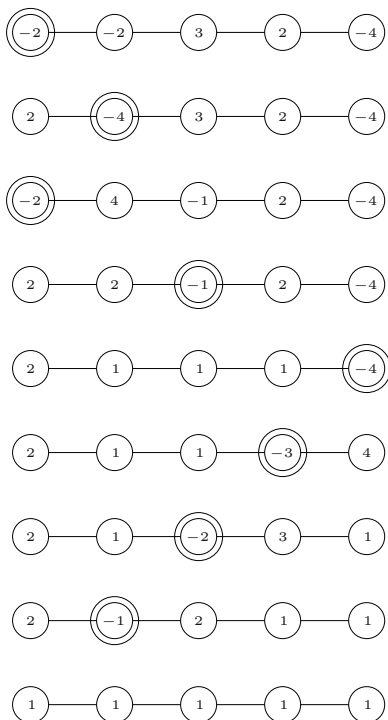 −2 −2 3 2 −4
2 −4 3 2 −4
−2 4 −1 2 −4
2 2 −1 2 −4
2 1 1 1 −4
2 1 1 −3 4
2 1 −2 3 1
2 −1 2 1 1
1 1 1 1 1